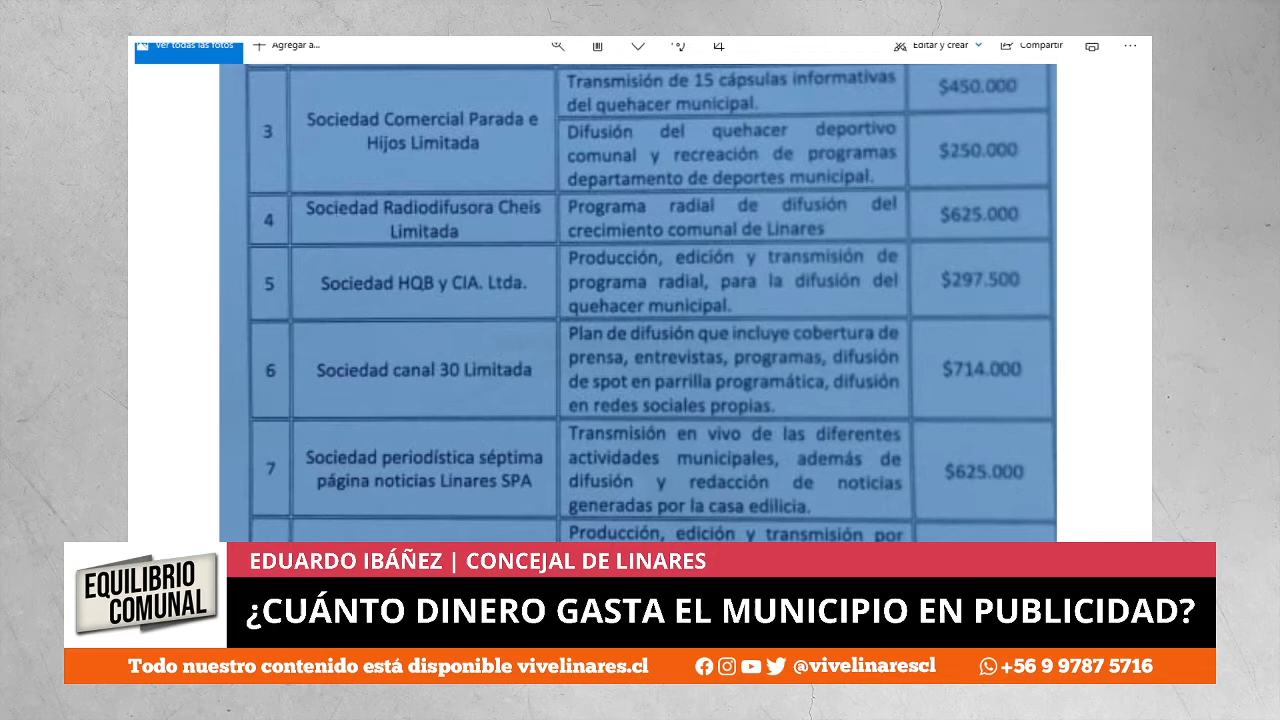 Ver todas las fotos
Agregar a...
Editar y crear
Compartir
3
Sociedad Comercial Parada e
Hijos Limitada
Transmisión de 15 cápsulas informativas
del quehacer municipal.
$450.000
Difusión del quehacer deportivo
comunal y recreación de programas
departamento de deportes municipal.
$250.000
4
Sociedad Radiodifusora Cheis
Limitada
Programa radial de difusión del
crecimiento comunal de Linares
$625.000
5
Sociedad HQB y CIA. Ltda.
Producción, edición y transmisión de
programa radial, para la difusión del
quehacer municipal.
$297.500
6
Sociedad canal 30 Limitada
Plan de difusión que incluye cobertura de
prensa, entrevistas, programas, difusión
de spot en parrilla programática, difusión
en redes sociales propias.
$714.000
7
Sociedad periodística séptima
página noticias Linares SPA
Transmisión en vivo de las diferentes
actividades municipales, además de
difusión y redacción de noticias
generadas por la casa edilicia.
$625.000
Producción, edición y transmisión por
EQUILIBRIO
COMUNAL
EDUARDO IBÁÑEZ | CONCEJAL DE LINARES
¿CUÁNTO DINERO GASTA EL MUNICIPIO EN PUBLICIDAD?
Todo nuestro contenido está disponible vivelinares.cl
@vivelinarescl
+56 9 9787 5716